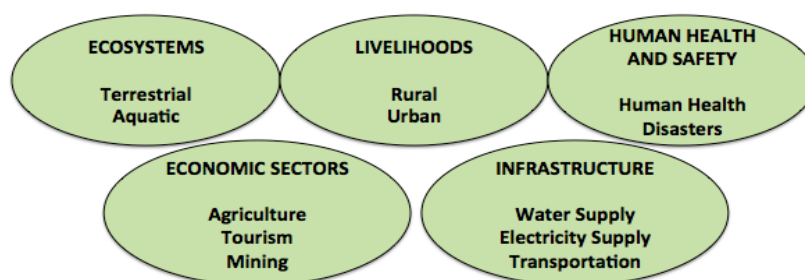 ECOSYSTEMS
Terrestrial
Aquatic
LIVELIHOODS
Rural
Urban
HUMAN HEALTH
AND SAFETY
Human Health
Disasters
ECONOMIC SECTORS
Agriculture
Tourism
Mining
INFRASTRUCTURE
Water Supply
Electricity Supply
Transportation